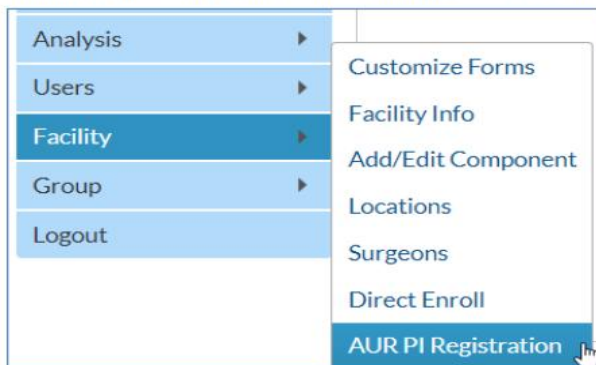 Analysis
Users
Facility
Group
Logout
Customize Forms
Facility Info
Add/Edit Component
Locations
Surgeons
Direct Enroll
AUR PI Registration